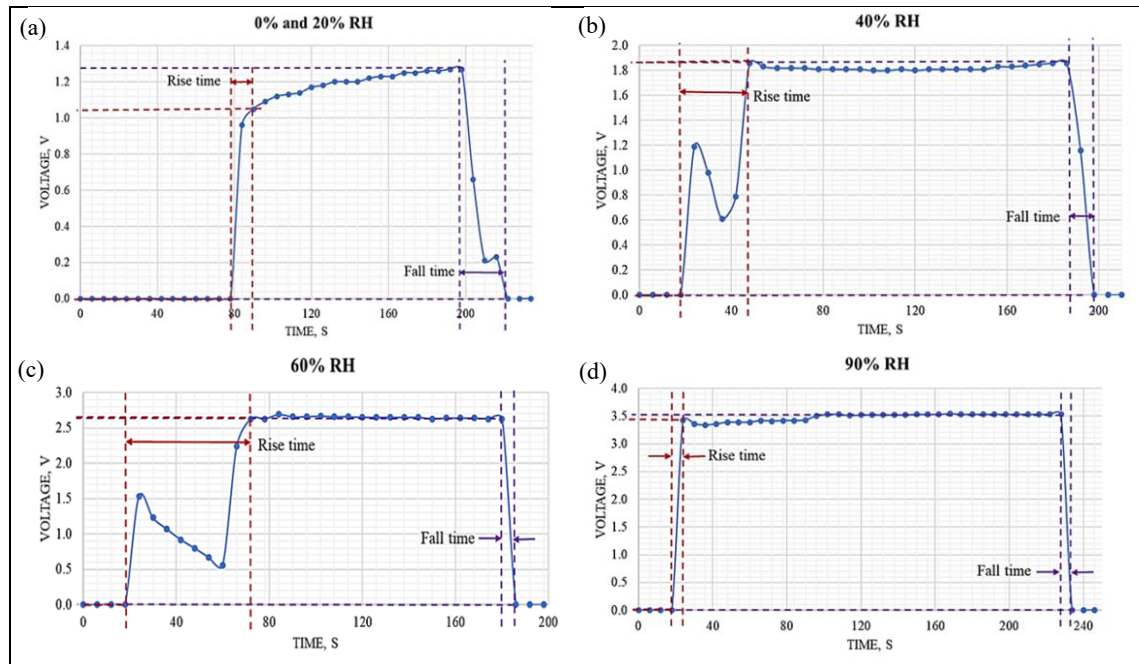 (a)
0% and 20% RH
1.4
1.2
1.0
0.8
0.6
0.4
0.2
0.0
VOLTAGE, V
Rise time
Fall time
0
40
80
120
160
200
TIME, S
(b)
40% RH
2.0
1.8
1.6
1.4
1.2
1.0
0.8
0.6
0.4
0.2
0.0
VOLTAGE, V
Rise time
Fall time
0
40
80
120
160
200
TIME, S
(c)
60% RH
3.0
2.5
2.0
1.5
1.0
0.5
0.0
VOLTAGE, V
Rise time
Fall time
0
40
80
120
160
200
TIME, S
(d)
90% RH
4.0
3.5
3.0
2.5
2.0
1.5
1.0
0.5
0.0
VOLTAGE, V
Rise time
Fall time
0
40
80
120
160
200
240
TIME, S